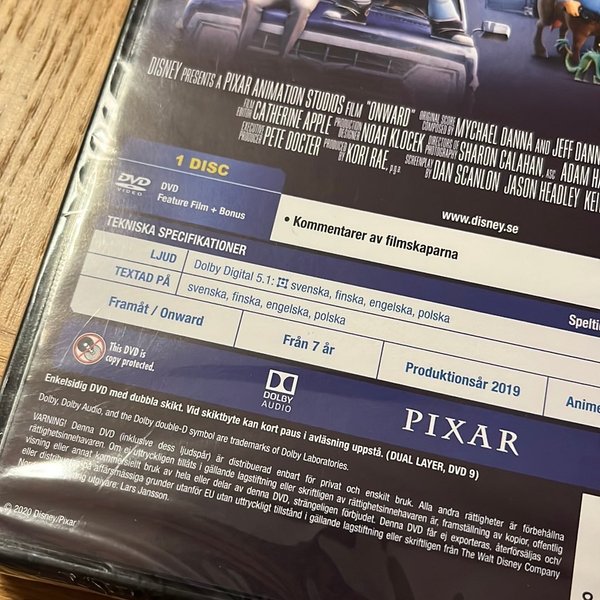 DISNEY PRESENTS A PIXAR ANIMATION STUDIOS FILM "ONWARD" ORIGINAL SCORE COMPOSED BY MYCHAEL DANNA AND JEFF DANN
FILM EDITOR CATHERINE APPLE PRODUCTION DESIGNER NOAH KLOCEK DIRECTORS OF PHOTOGRAPHY SHARON CALAHAN, ASC ADAM
EXECUTIVE PRODUCER PETE DOCTER PRODUCED BY KORI RAE, p.g.a. SCREENPLAY BY DAN SCANLON JASON HEADLEY
www.disney.se
1 DISC
DVD VIDEO
DVD
Feature Film + Bonus
• Kommentarer av filmskaparna
TEKNISKA SPECIFIKATIONER
LJUD Dolby Digital 5.1: svenska, finska, engelska, polska
TEXTAD PÅ svenska, finska, engelska, polska
Framåt / Onward
Från 7 år
Produktionsår 2019
This DVD is
copy protected.
DOLBY
AUDIO
PIXAR
Enkelsidig DVD med dubbla skikt. Vid skiktbyte kan kort paus i avläsning uppstå. (DUAL LAYER, DVD 9)
Dolby, Dolby Audio, and the Dolby double-D symbol are trademarks of Dolby Laboratories.
VARNING! Denna DVD (inklusive dess ljudspår) är distribuerad enbart för privat och enskilt bruk. Alla andra rättigheter är förbehållna
rättighetsinnehavaren. Om ej uttryckligen tillåts i gällande lagstiftning eller skriftligen av rättighetsinnehavaren, är framställning av kopior, offentlig
visning eller annat kommersiellt bruk av hela eller delar av denna DVD, strängeligen förbjudet. Denna DVD får ej exporteras, återförsäljas och/
eller distribueras på affärsmässiga grunder utanför EU utan uttryckligt tillstånd i gällande lagstiftning eller skriftligen från The Walt Disney Company
utgivare: Lars Jansson.
© 2020 Disney/Pixar